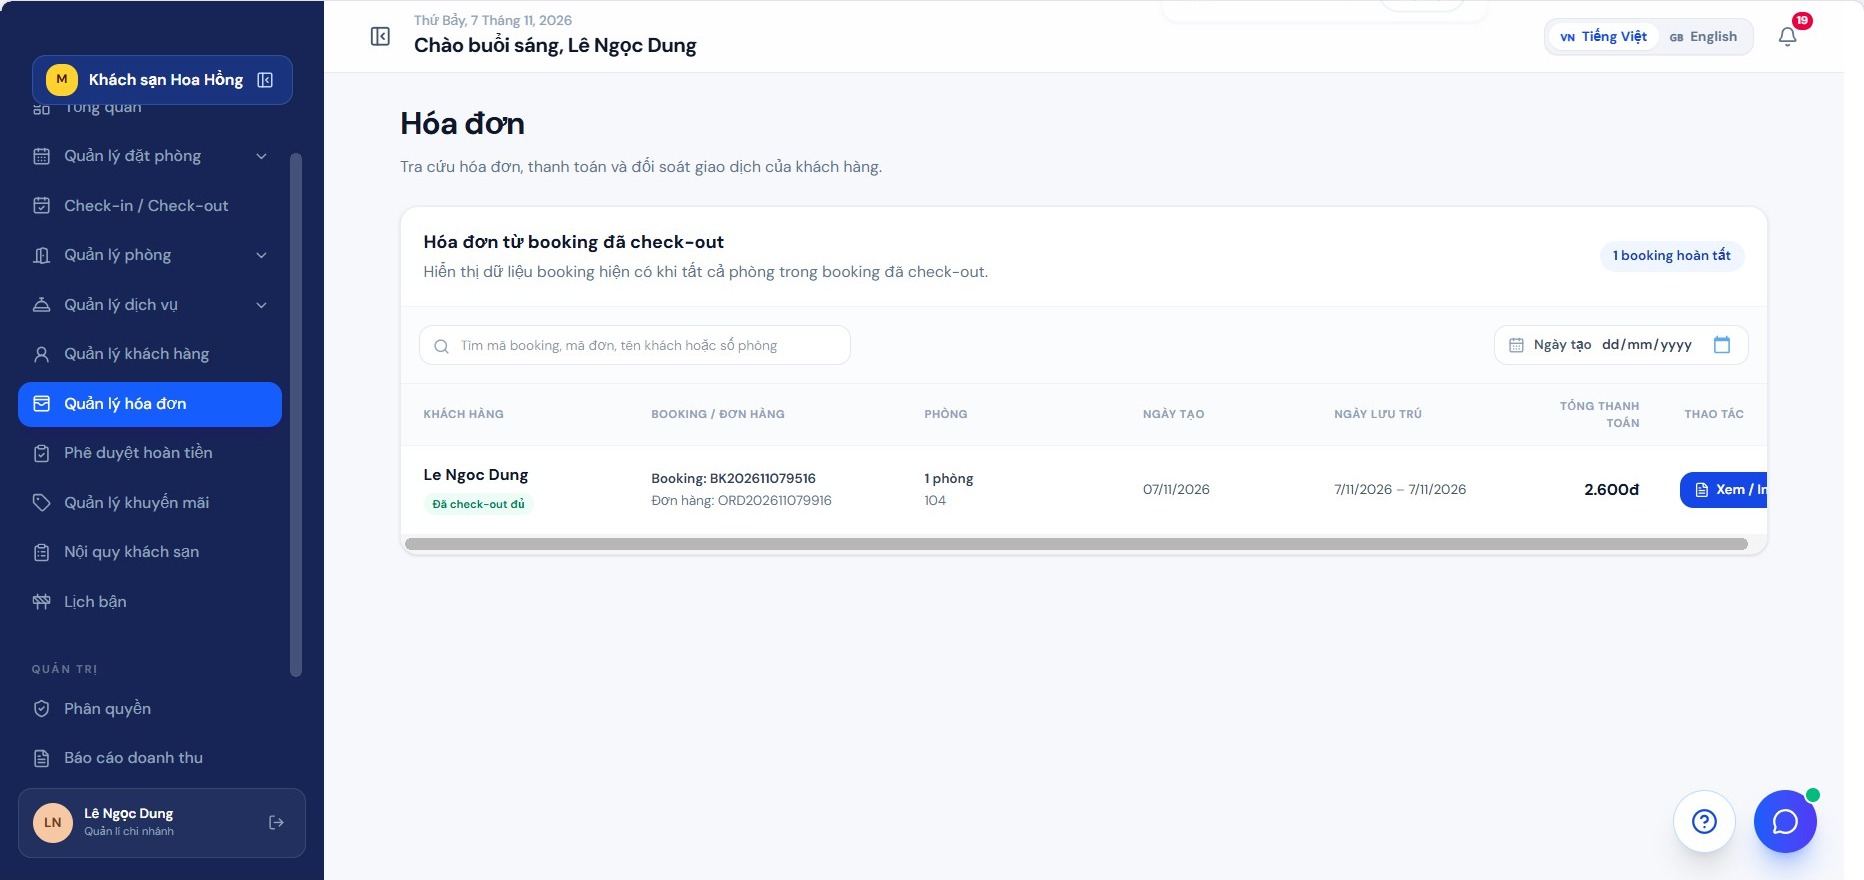 Thứ Bảy, 7 Tháng 11, 2026
Chào buổi sáng, Lê Ngọc Dung
VN Tiếng Việt
GB English
19
M
Khách sạn Hoa Hồng
Tổng quan
Quản lý đặt phòng
Check-in / Check-out
Quản lý phòng
Quản lý dịch vụ
Quản lý khách hàng
Quản lý hóa đơn
Phê duyệt hoàn tiền
Quản lý khuyến mãi
Nội quy khách sạn
Lịch bận
QUẢN TRỊ
Phân quyền
Báo cáo doanh thu
LN
Lê Ngọc Dung
Quản lí chi nhánh
Hóa đơn
Tra cứu hóa đơn, thanh toán và đối soát giao dịch của khách hàng.
Hóa đơn từ booking đã check-out
Hiển thị dữ liệu booking hiện có khi tất cả phòng trong booking đã check-out.
1 booking hoàn tất
Tìm mã booking, mã đơn, tên khách hoặc số phòng
Ngày tạo dd/mm/yyyy
KHÁCH HÀNG
BOOKING / ĐƠN HÀNG
PHÒNG
NGÀY TẠO
NGÀY LƯU TRÚ
TỔNG THANH
TOÁN
THAO TÁC
Le Ngoc Dung
Đã check-out đủ
Booking: BK202611079516
Đơn hàng: ORD202611079916
1 phòng
104
07/11/2026
7/11/2026 – 7/11/2026
2.600đ
Xem / In